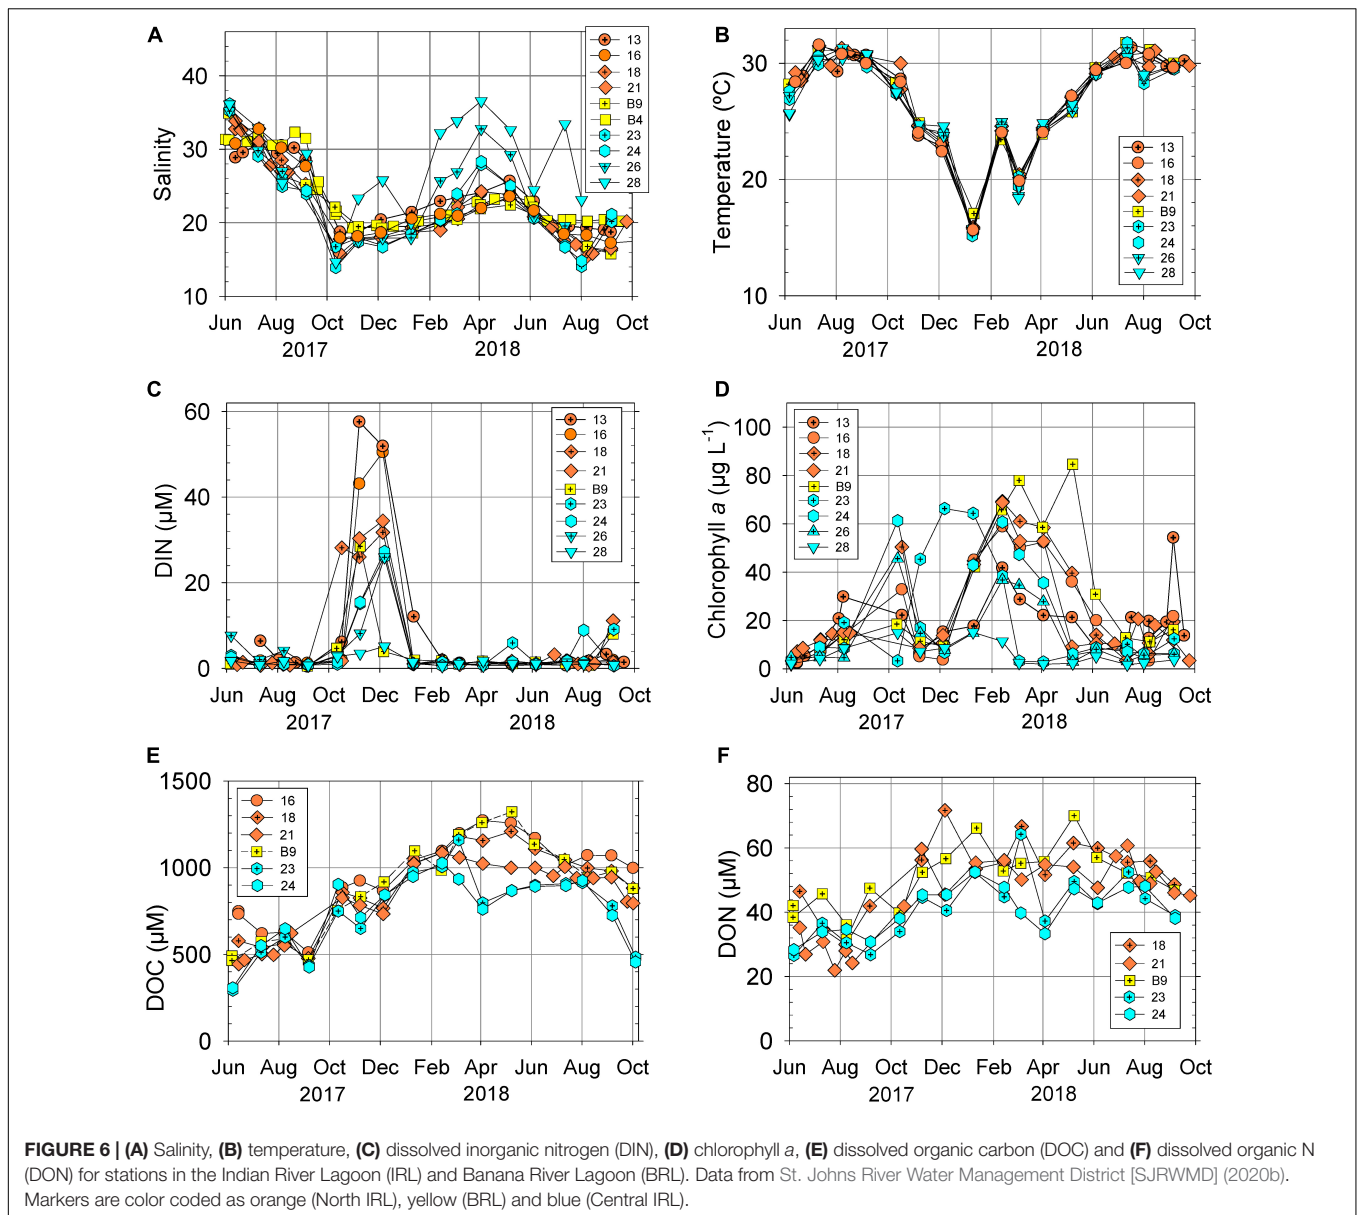 A
Salinity
40
30
20
10
Jun Aug Oct Dec Feb Apr Jun Aug Oct
2017 2018
13
16
18
21
B9
B4
23
24
26
28
B
Temperature (ºC)
30
20
10
Jun Aug Oct Dec Feb Apr Jun Aug Oct
2017 2018
13
16
18
21
B9
23
24
26
28
C
DIN (µM)
60
40
20
0
Jun Aug Oct Dec Feb Apr Jun Aug Oct
2017 2018
13
16
18
21
B9
23
24
26
28
D
Chlorophyll a (µg L-1)
100
80
60
40
20
0
Jun Aug Oct Dec Feb Apr Jun Aug Oct
2017 2018
13
16
18
21
B9
23
24
26
28
E
DOC (µM)
1500
1000
500
0
Jun Aug Oct Dec Feb Apr Jun Aug Oct
2017 2018
16
18
21
B9
23
24
F
DON (µM)
80
60
40
20
0
Jun Aug Oct Dec Feb Apr Jun Aug Oct
2017 2018
18
21
B9
23
24
FIGURE 6 | (A) Salinity, (B) temperature, (C) dissolved inorganic nitrogen (DIN), (D) chlorophyll a, (E) dissolved organic carbon (DOC) and (F) dissolved organic N
(DON) for stations in the Indian River Lagoon (IRL) and Banana River Lagoon (BRL). Data from St. Johns River Water Management District [SJRWMD] (2020b).
Markers are color coded as orange (North IRL), yellow (BRL) and blue (Central IRL).